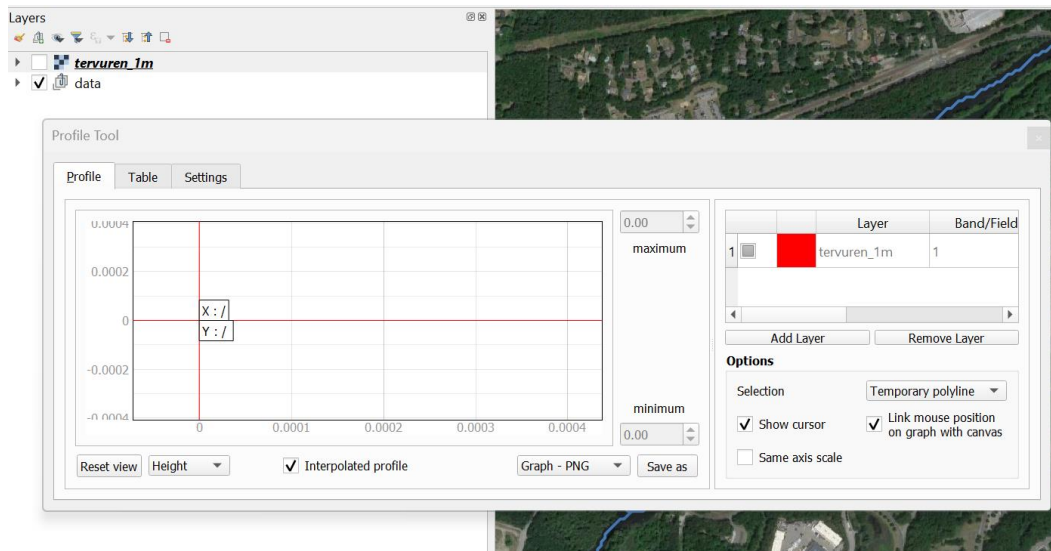 Layers
tervuren_1m
data
Profile Tool
Profile Table Settings
0.0004
0.0002
0
-0.0002
-0.0004
X : /
Y : /
0 0.0001 0.0002 0.0003 0.0004
0.00
maximum
minimum
0.00
Reset view Height Interpolated profile Graph - PNG Save as
Layer Band/Field
1 tervuren_1m 1
Add Layer Remove Layer
Options
Selection Temporary polyline
Show cursor Link mouse position
on graph with canvas
Same axis scale